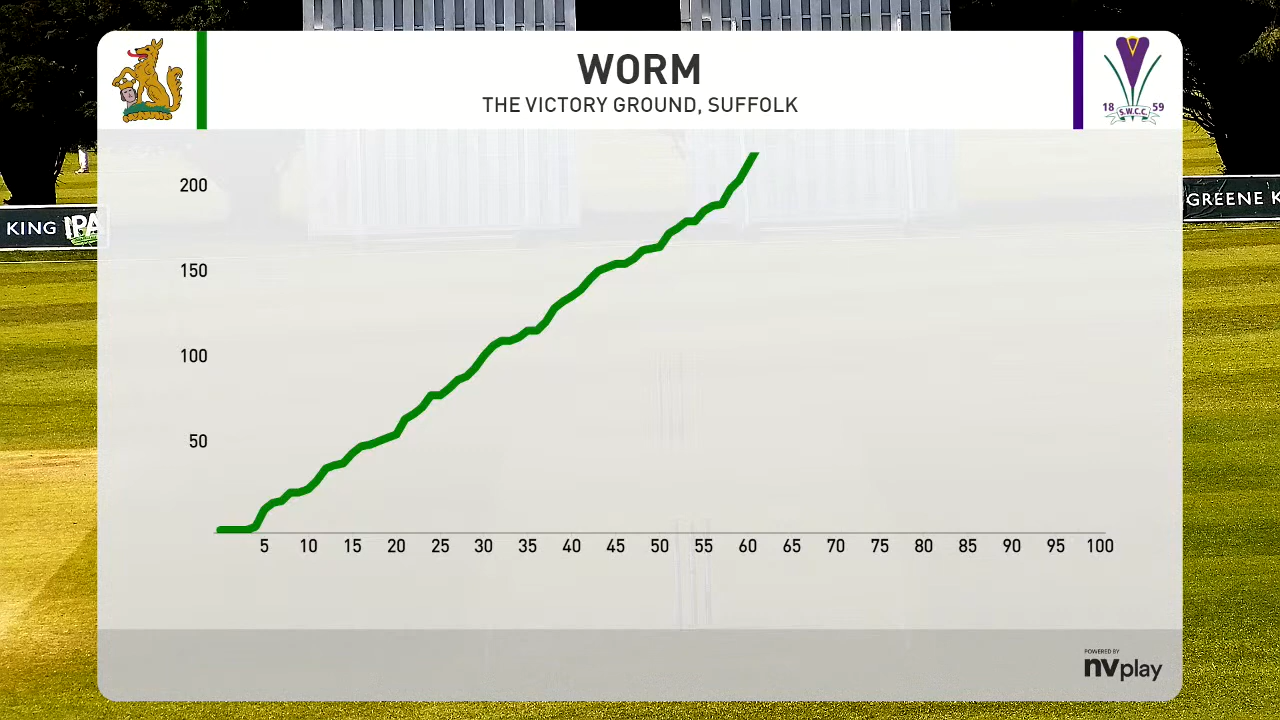 WORM
THE VICTORY GROUND, SUFFOLK
18 59
S.W.C.C.
KING IPA
GREENE K
200
150
100
50
5 10 15 20 25 30 35 40 45 50 55 60 65 70 75 80 85 90 95 100
POWERED BY
nvplay